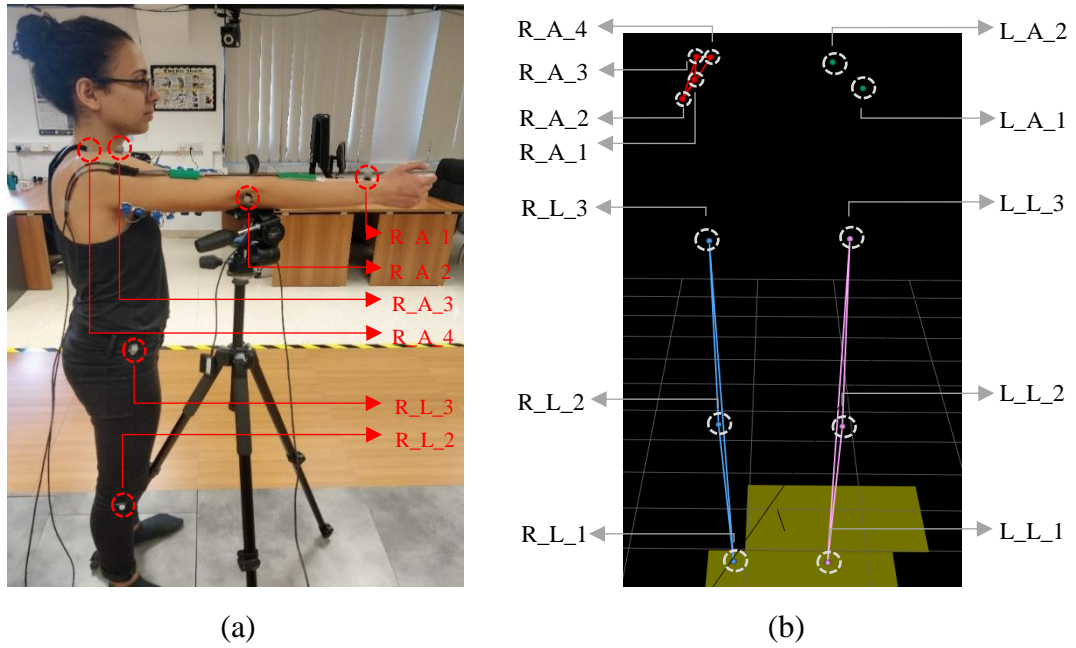 R_A_1
R_A_2
R_A_3
R_A_4
R_L_3
R_L_2
(a)
R_A_4
R_A_3
R_A_2
R_A_1
R_L_3
R_L_2
R_L_1
L_A_2
L_A_1
L_L_3
L_L_2
L_L_1
(b)